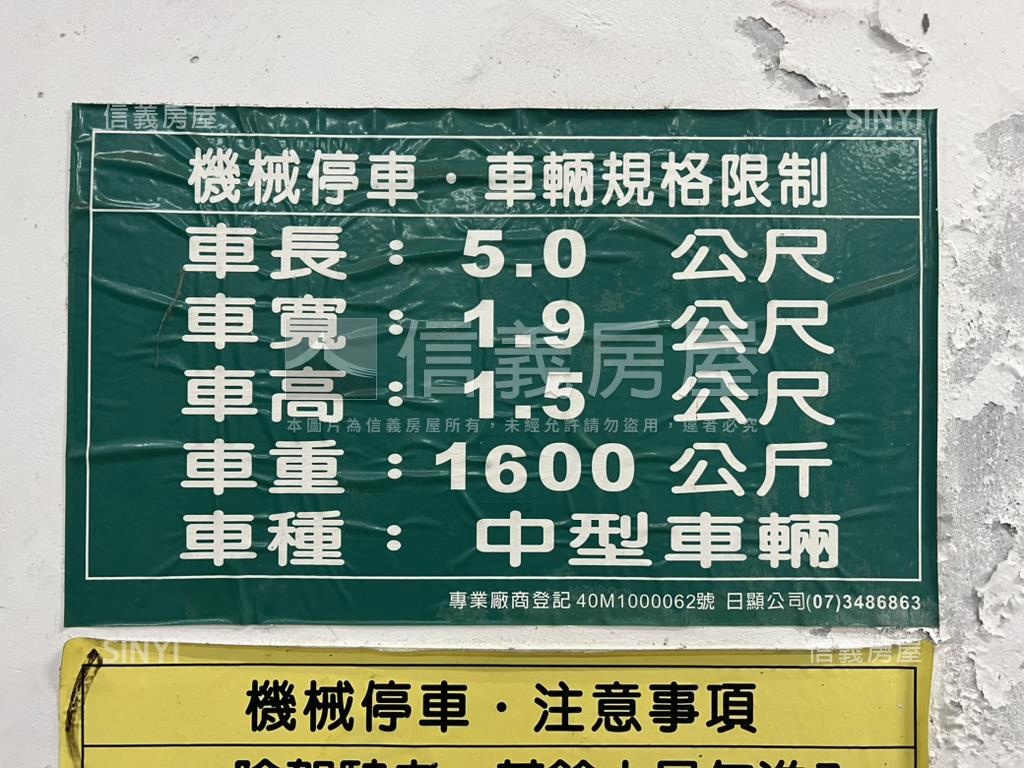 信義房屋 SINYI
機械停車・車輛規格限制
車長：5.0 公尺
車寬：1.9 公尺
信義房屋
車高：1.5 公尺
本圖片為信義房屋所有，未經允許請勿盜用，違者必究
車重：1600 公斤
車種：中型車輛
專業廠商登記 40M1000062號 日顯公司(07)3486863
SINYI 信義房屋
機械停車・注意事項